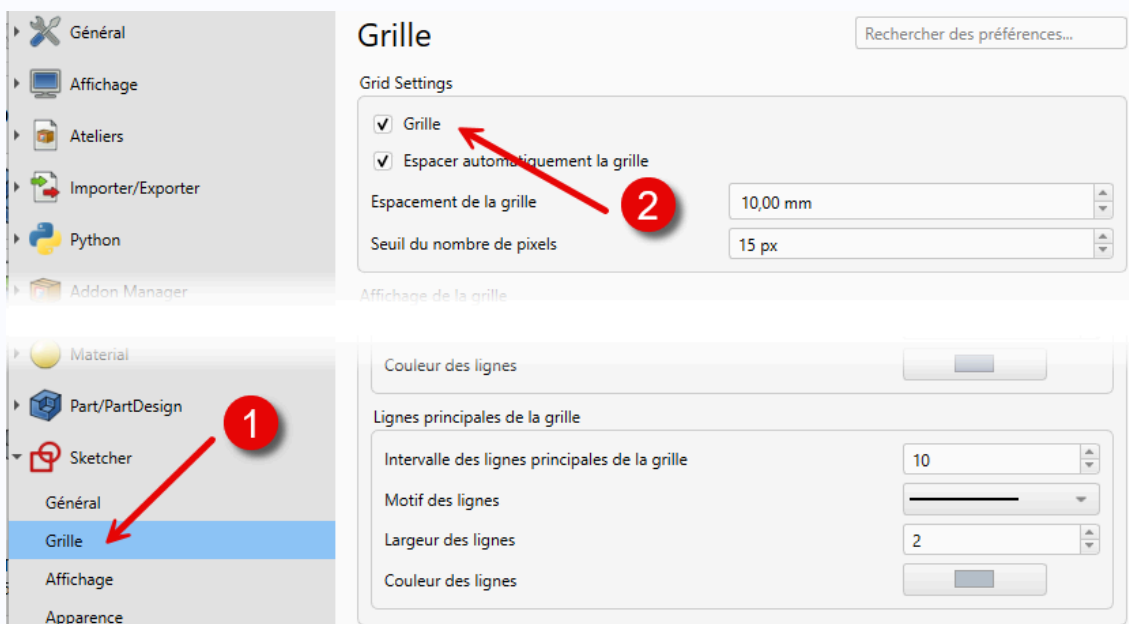 Général
Affichage
Ateliers
Importer/Exporter
Python
Addon Manager
Grille
Rechercher des préférences...
Grid Settings
Grille
Espacer automatiquement la grille
Espacement de la grille 10,00 mm
Seuil du nombre de pixels 15 px
Affichage de la grille
2
Material
Part/PartDesign
Sketcher
Général
Grille
Affichage
Apparence
1
Couleur des lignes
Lignes principales de la grille
Intervalle des lignes principales de la grille 10
Motif des lignes
Largeur des lignes 2
Couleur des lignes